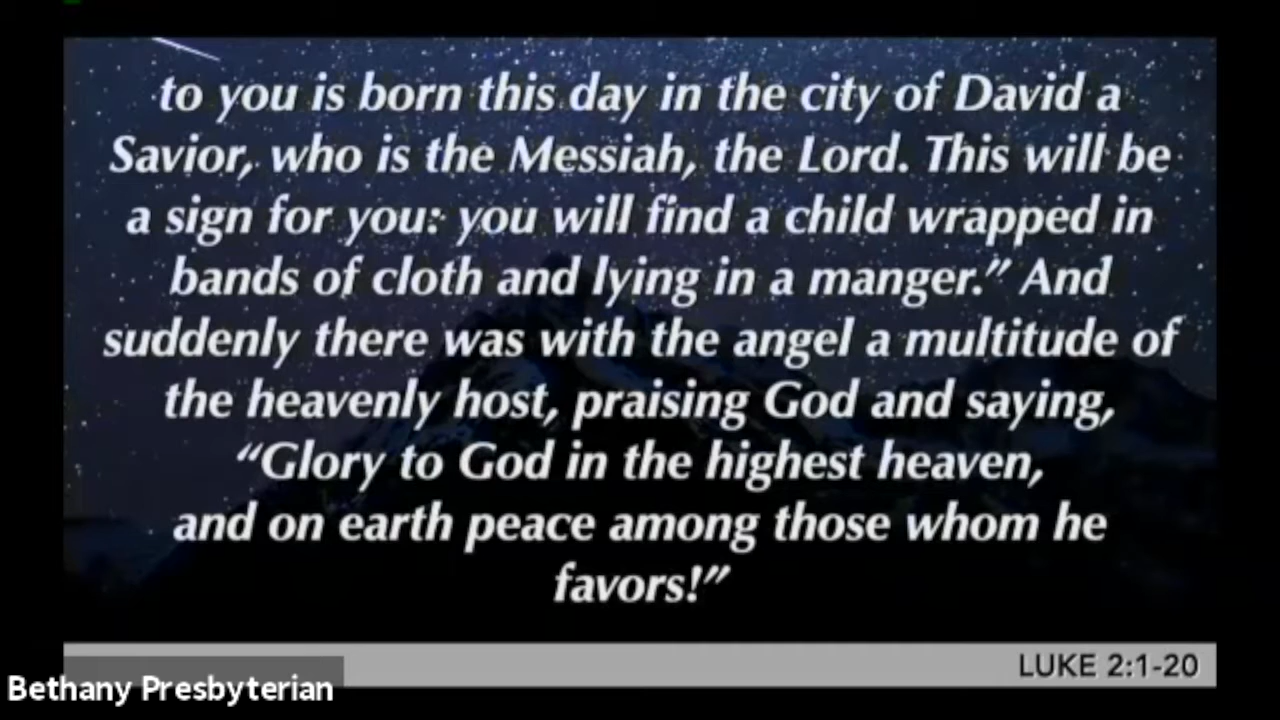 to you is born this day in the city of David a
Savior, who is the Messiah, the Lord. This will be
a sign for you: you will find a child wrapped in
bands of cloth and lying in a manger.” And
suddenly there was with the angel a multitude of
the heavenly host, praising God and saying,
“Glory to God in the highest heaven,
and on earth peace among those whom he
favors!”
LUKE 2:1-20
Bethany Presbyterian